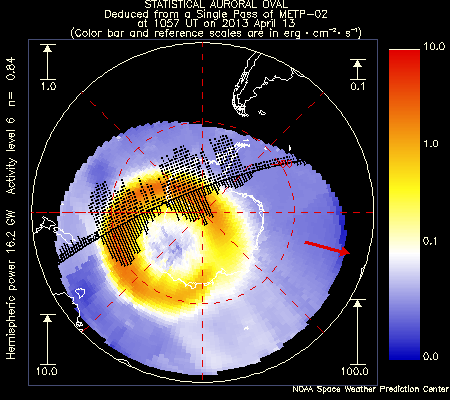 STATISTICAL AURORAL OVAL
Deduced from a Single Pass of METP-02
at 1057 UT on 2013 April 13
(Color bar and reference scales are in erg·cm⁻²·s⁻¹)
1.0
0.1
10.0
100.0
Hemispheric power 16.2 GW Activity level 6 n= 0.84
10.0
1.0
0.1
0.0
NOAA Space Weather Prediction Center